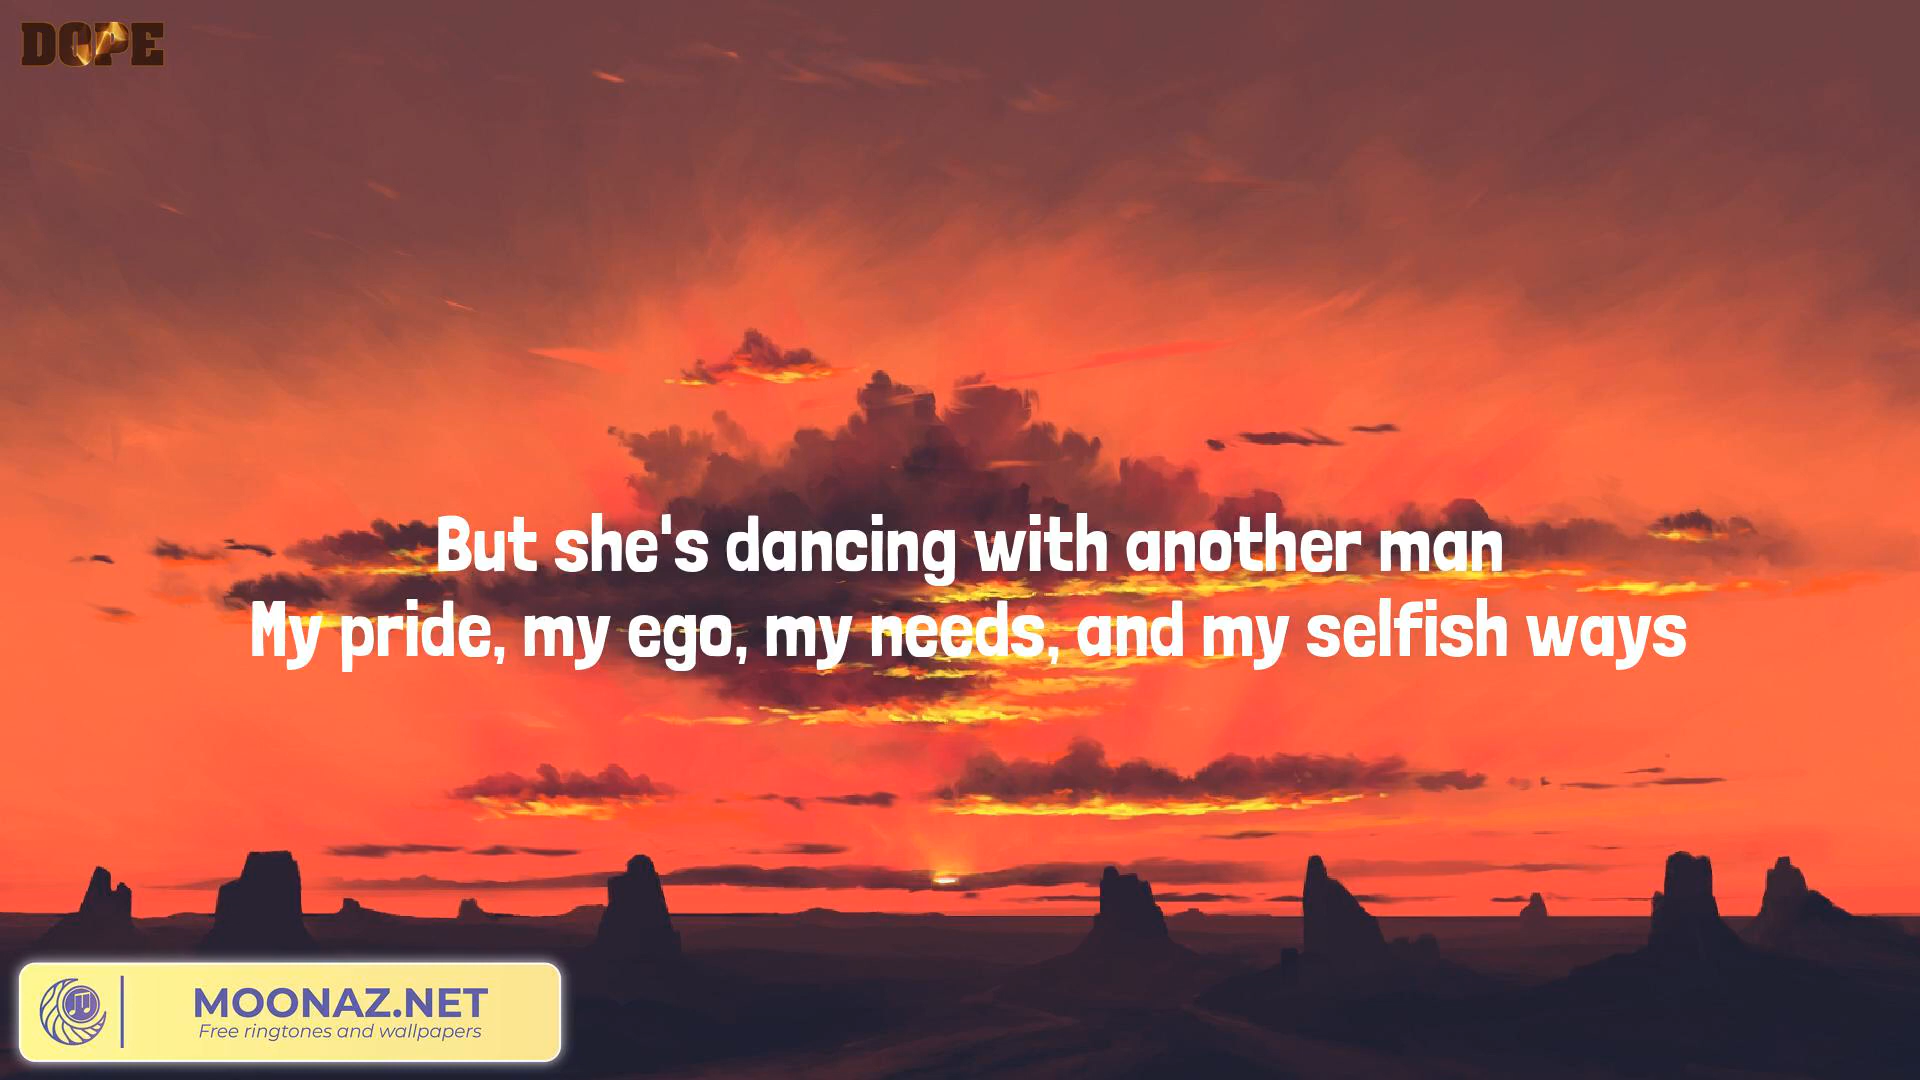 DOPE
But she's dancing with another man
My pride, my ego, my needs, and my selfish ways
MOONAZ.NET
Free ringtones and wallpapers